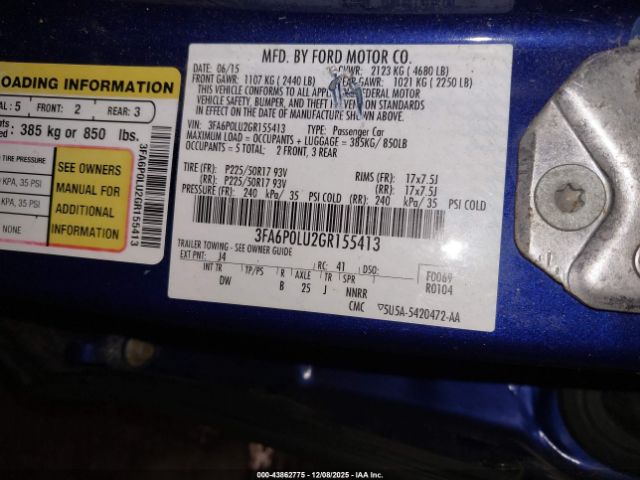 OADING INFORMATION
al: 5 FRONT: 2 REAR: 3
385 kg or 850 lbs.
TIRE PRESSURE
KPA, 35 PSI
KPA, 35 PSI
NONE
SEE OWNERS
MANUAL FOR
ADDITIONAL
INFORMATION
3FA6P0LU2GR155413
MFD. BY FORD MOTOR CO.
DATE: 06/15 GVWR: 2123 KG ( 4680 LB)
FRONT GAWR: 1107 KG ( 2440 LB) REAR GAWR: 1021 KG ( 2250 LB)
THIS VEHICLE CONFORMS TO ALL APPLICABLE FEDERAL MOTOR
VEHICLE SAFETY, BUMPER, AND THEFT STANDARDS
IN EFFECT ON THE DATE OF MANUFACTURE SHOWN ABOVE.
VIN: 3FA6P0LU2GR155413 TYPE: Passenger Car
MAXIMUM LOAD = OCCUPANTS + LUGGAGE = 385KG/850LB
OCCUPANTS = 5 TOTAL: 2 FRONT, 3 REAR
TIRE (FR): P225/50R17 93V RIMS (FR): 17x7.5J
(RR): P225/50R17 93V (RR): 17x7.5J
PRESSURE (FR): 240 kPa/ 35 PSI COLD (RR): 240 kPa/ 35 PSI COLD
3FA6P0LU2GR155413
TRAILER TOWING - SEE OWNER GUIDE
EXT PNT: J4 RC: 41 DSO: F0069
INT TR TP/PS R AXLE TR SPR R0104
DW B 25 J NNRR
CMC ▽5U5A-5420472-AA
#43862775 - 12/08/2025 - IAA Inc.